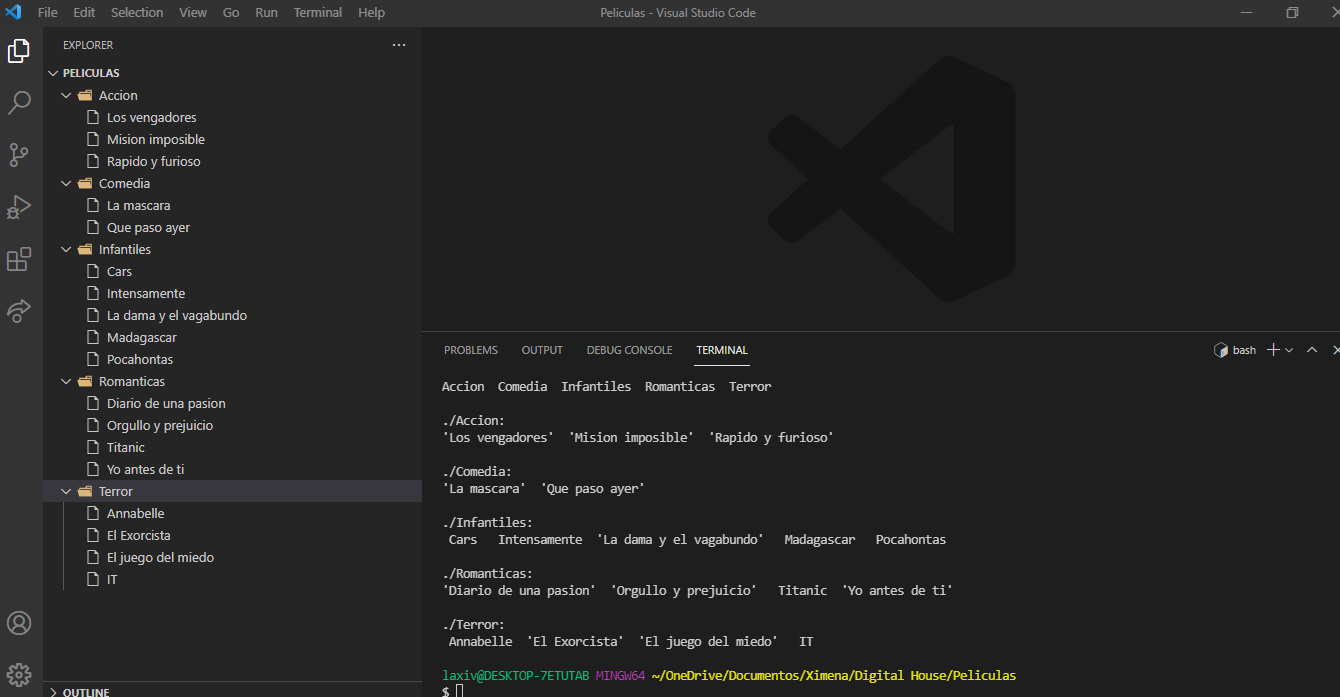 File Edit Selection View Go Run Terminal Help
Peliculas - Visual Studio Code
EXPLORER
PELICULAS
Accion
Los vengadores
Mision imposible
Rapido y furioso
Comedia
La mascara
Que paso ayer
Infantiles
Cars
Intensamente
La dama y el vagabundo
Madagascar
Pocahontas
Romanticas
Diario de una pasion
Orgullo y prejuicio
Titanic
Yo antes de ti
Terror
Annabelle
El Exorcista
El juego del miedo
IT
OUTLINE
PROBLEMS OUTPUT DEBUG CONSOLE TERMINAL
bash
Accion  Comedia  Infantiles  Romanticas  Terror
./Accion:
'Los vengadores'  'Mision imposible'  'Rapido y furioso'
./Comedia:
'La mascara'  'Que paso ayer'
./Infantiles:
Cars   Intensamente  'La dama y el vagabundo'   Madagascar   Pocahontas
./Romanticas:
'Diario de una pasion'  'Orgullo y prejuicio'   Titanic  'Yo antes de ti'
./Terror:
Annabelle  'El Exorcista'  'El juego del miedo'   IT
laxiv@DESKTOP-7ETUTAB MINGW64 ~/OneDrive/Documentos/Ximena/Digital House/Peliculas
$